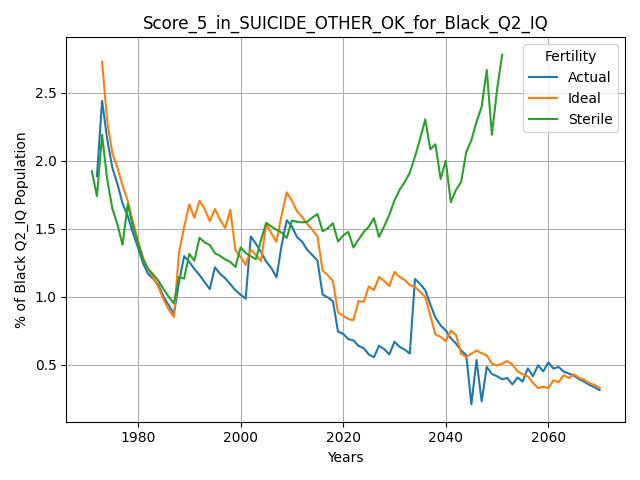 Score_5_in_SUICIDE_OTHER_OK_for_Black_Q2_IQ
Fertility
Actual
Ideal
Sterile
% of Black Q2_IQ Population
2.5
2.0
1.5
1.0
0.5
1980
2000
2020
2040
2060
Years